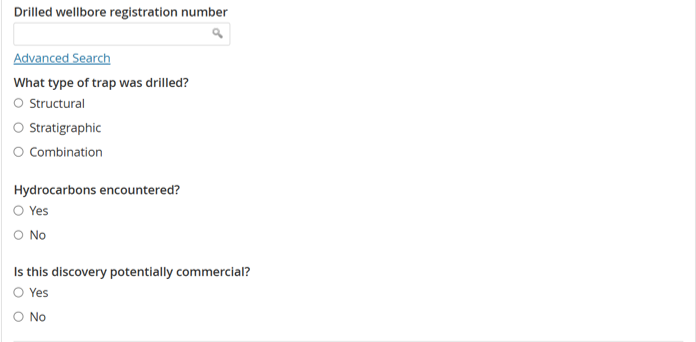 Drilled wellbore registration number
Advanced Search
What type of trap was drilled?
Structural
Stratigraphic
Combination
Hydrocarbons encountered?
Yes
No
Is this discovery potentially commercial?
Yes
No